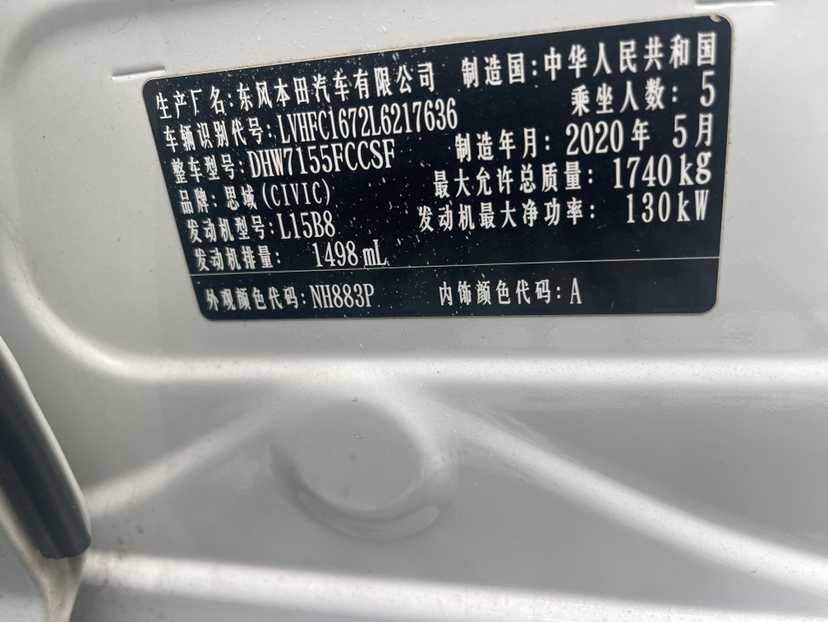 生产厂名:东风本田汽车有限公司 制造国:中华人民共和国
车辆识别代号:LVHFC1672L6217636 乘坐人数: 5
整车型号:DHW7155FCCSF 制造年月:2020年 5月
品牌:思域(CIVIC) 最大允许总质量: 1740kg
发动机型号:L15B8 发动机最大净功率: 130kW
发动机排量: 1498mL
外观颜色代码:NH883P 内饰颜色代码:A